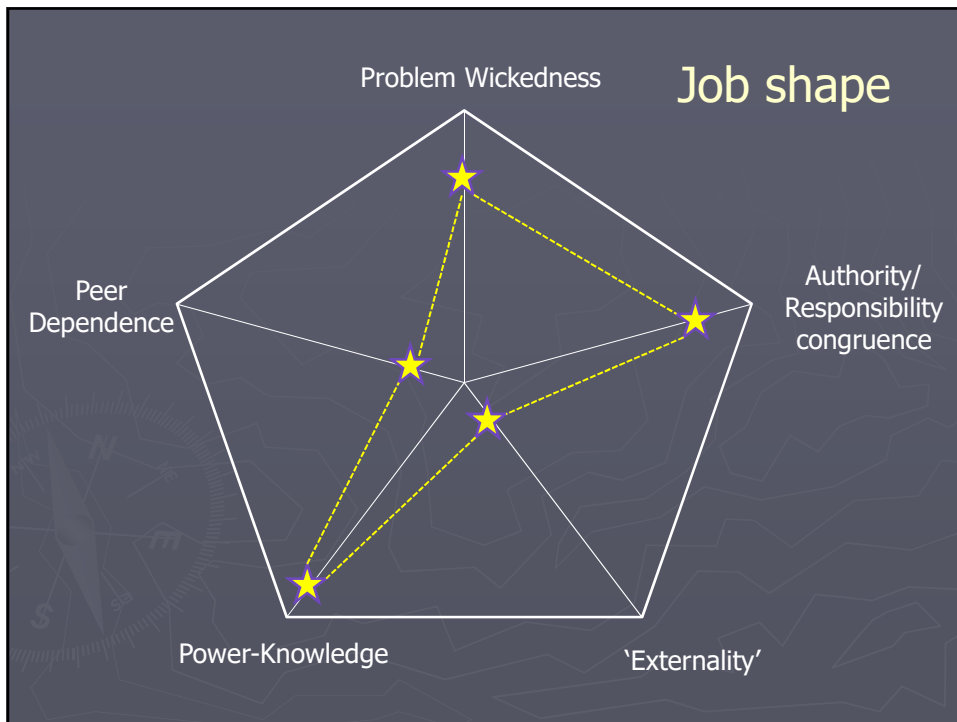 Job shape
Problem Wickedness
Authority/
Responsibility
congruence
Peer
Dependence
Power-Knowledge
‘Externality’
N
S